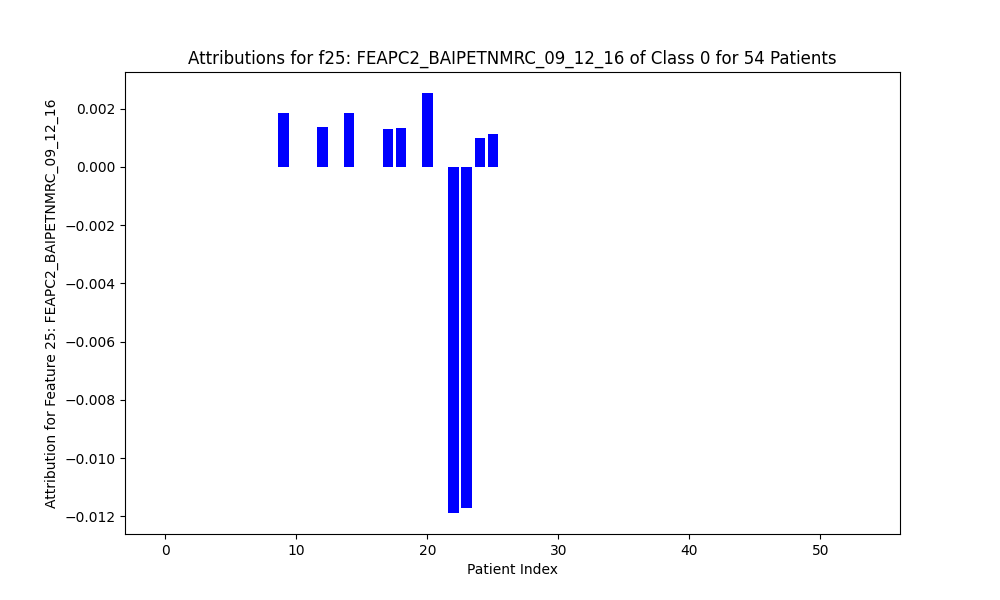 Attributions for f25: FEAPC2_BAIPETNMRC_09_12_16 of Class 0 for 54 Patients
Attribution for Feature 25: FEAPC2_BAIPETNMRC_09_12_16
0.002
0.000
−0.002
−0.004
−0.006
−0.008
−0.010
−0.012
0 10 20 30 40 50
Patient Index